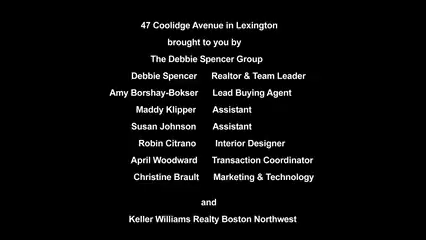 47 Coolidge Avenue in Lexington
brought to you by
The Debbie Spencer Group
Debbie Spencer Realtor & Team Leader
Amy Borshay-Bokser Lead Buying Agent
Maddy Klipper Assistant
Susan Johnson Assistant
Robin Citrano Interior Designer
April Woodward Transaction Coordinator
Christine Brault Marketing & Technology
and
Keller Williams Realty Boston Northwest